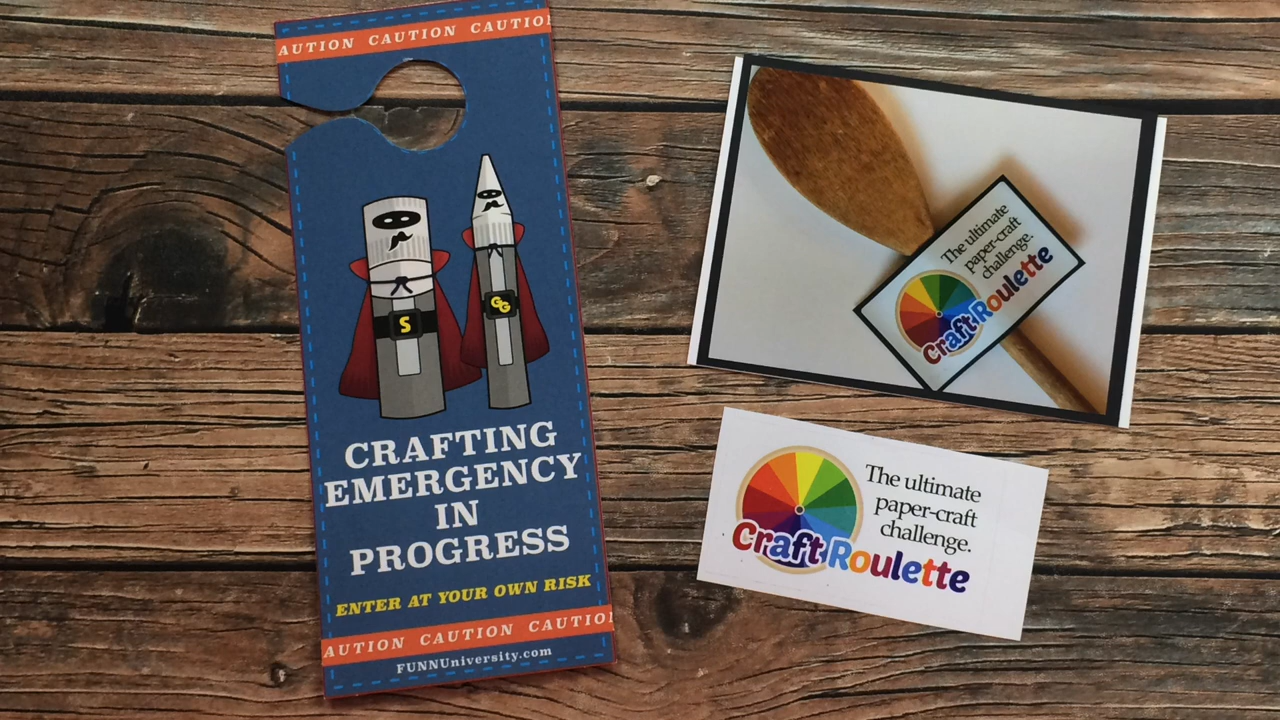 AUTION CAUTION CAUTIO
S
GG
CRAFTING
EMERGENCY
IN
PROGRESS
ENTER AT YOUR OWN RISK
AUTION CAUTION CAUTIO
FUNNUniversity.com
The ultimate
paper-craft
challenge.
Craft Roulette
The ultimate
paper-craft
challenge.
Craft Roulette